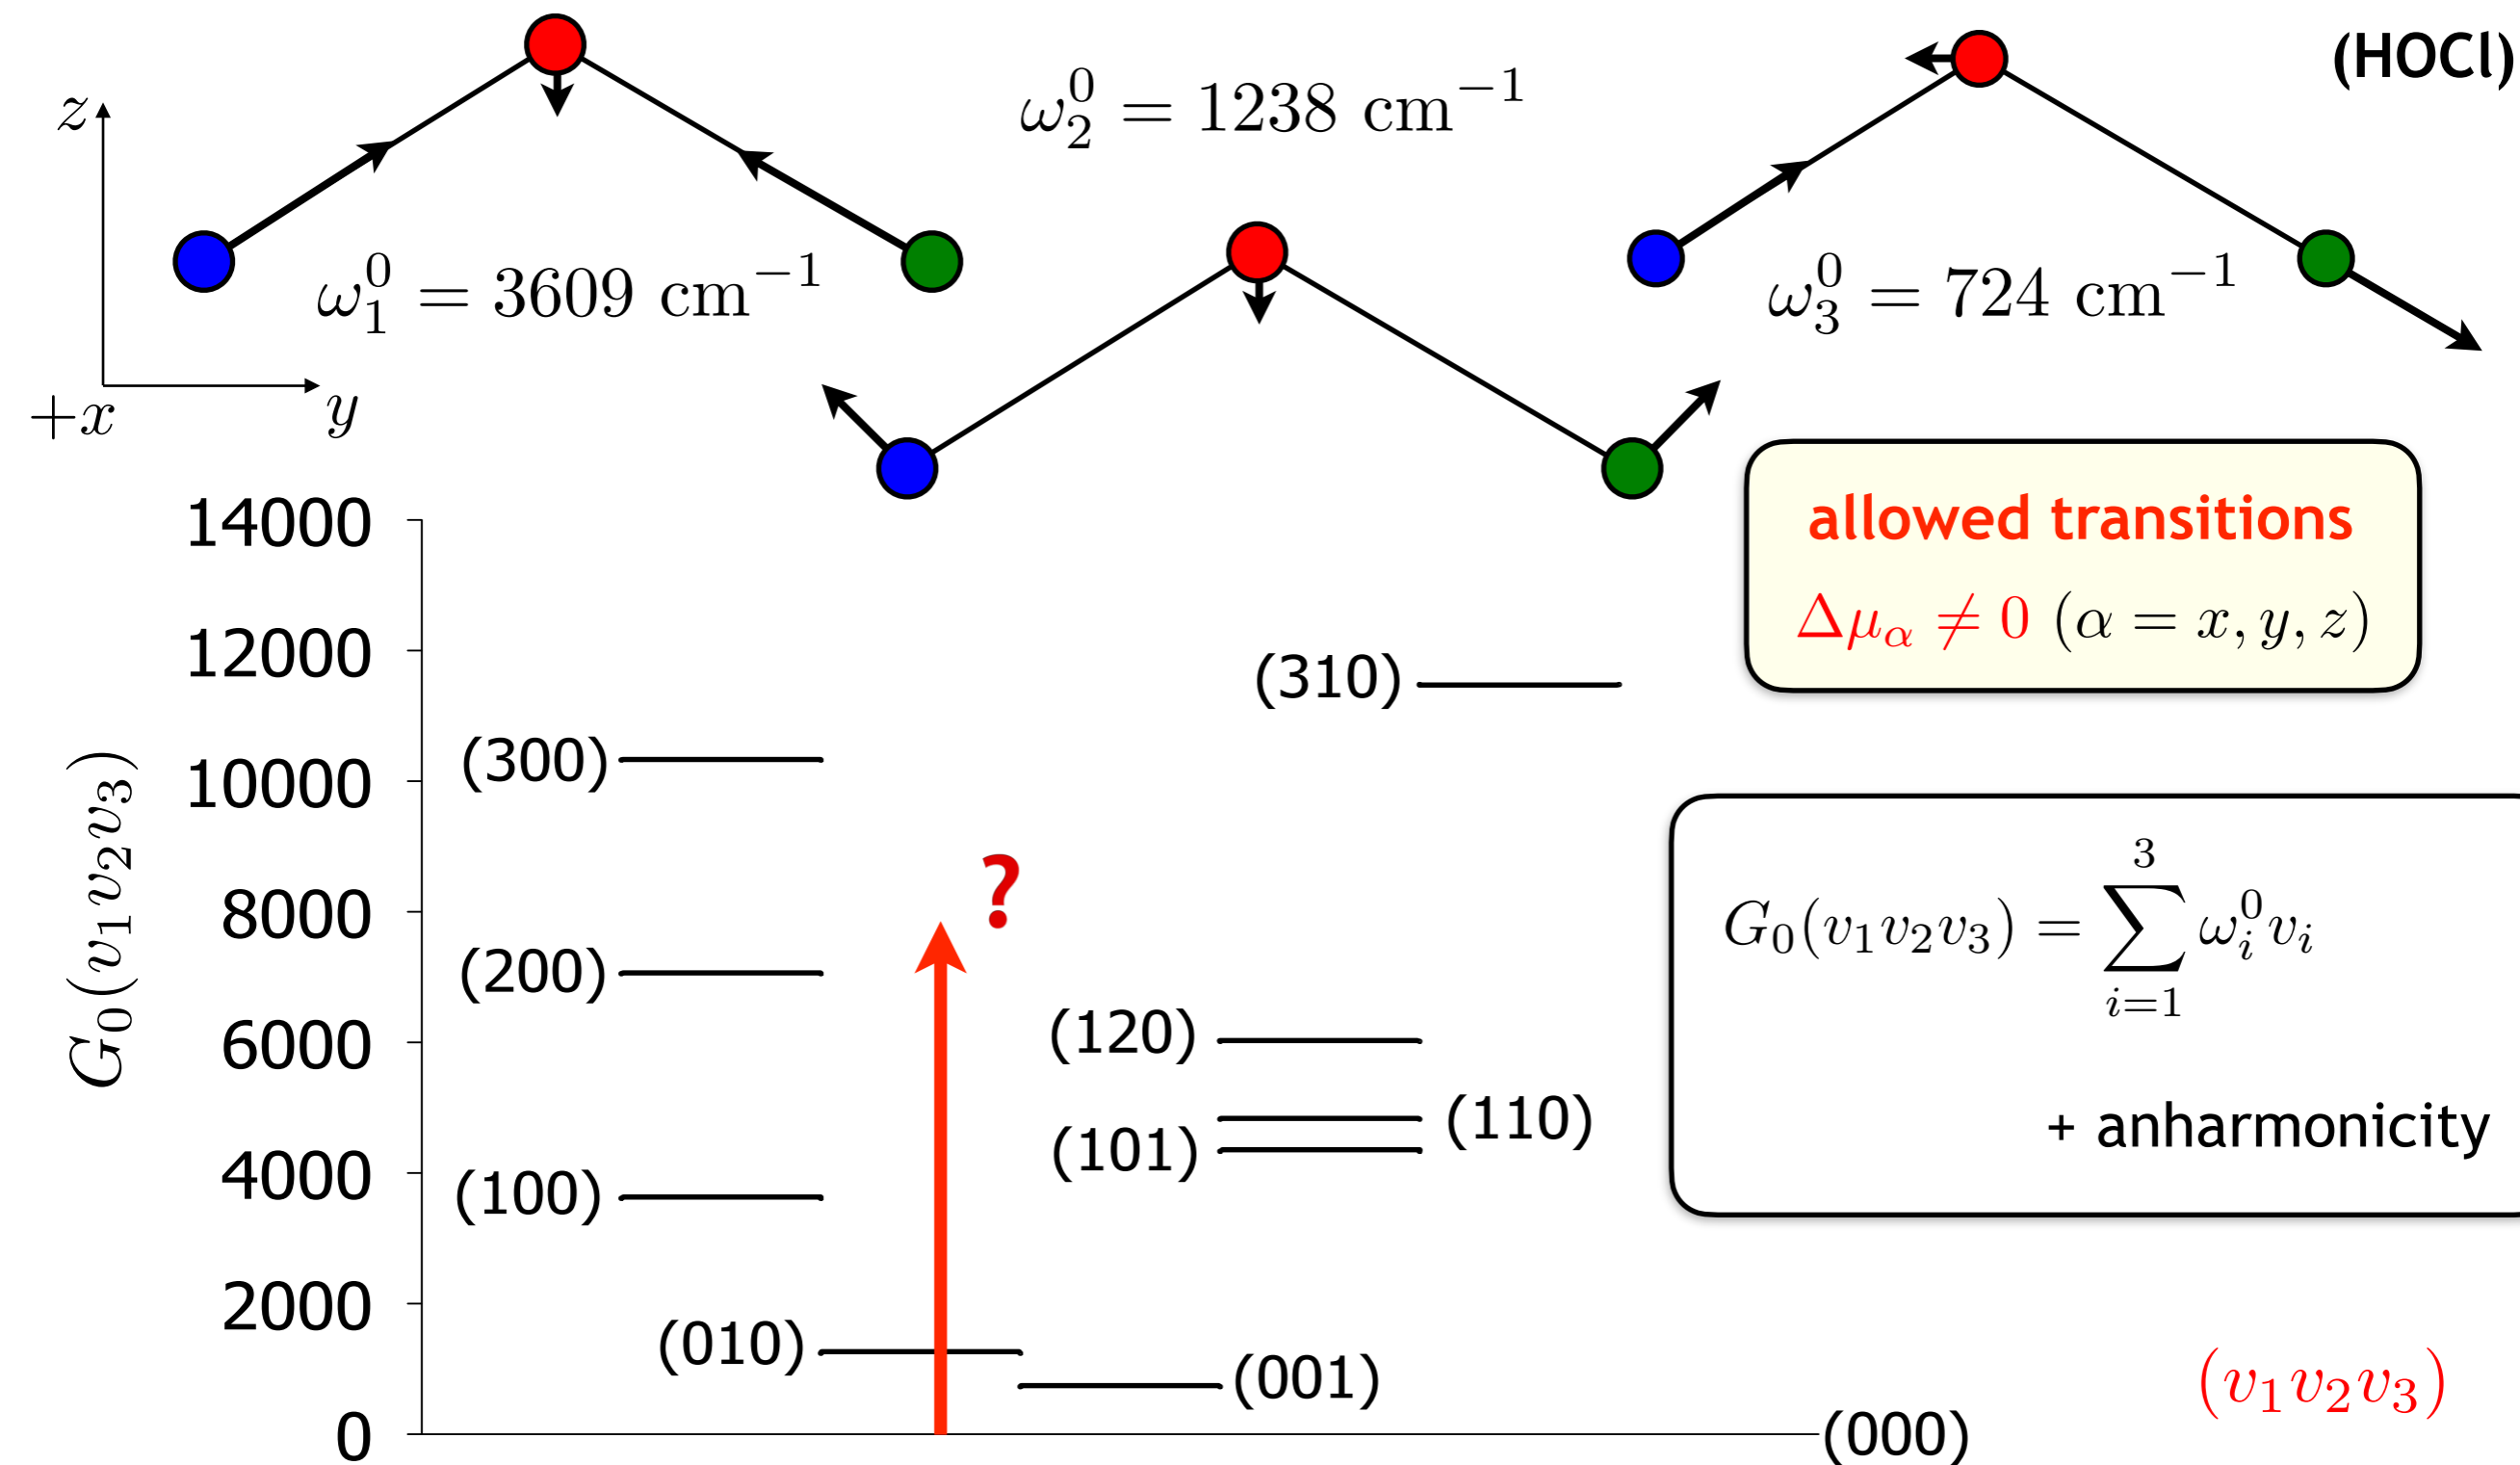 (HOCl)
z
y
+x
ω₁⁰ = 3609 cm⁻¹
ω₂⁰ = 1238 cm⁻¹
ω₃⁰ = 724 cm⁻¹
allowed transitions
Δμ_α ≠ 0 (α = x, y, z)
G₀(v₁v₂v₃)
14000
12000
10000
8000
6000
4000
2000
0
(310)
(300)
?
(200)
(120)
(110)
(101)
(100)
(010)
(001)
(000)
G₀(v₁v₂v₃) = ∑_{i=1}^{3} ω_i⁰ v_i
+ anharmonicity
(v₁v₂v₃)